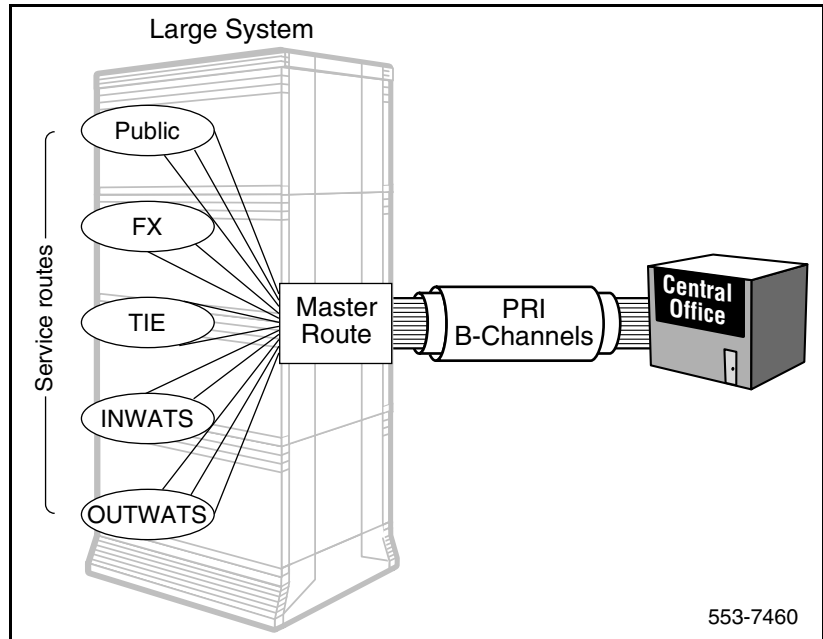 Large System
Service routes
Public
FX
TIE
INWATS
OUTWATS
Master
Route
PRI
B-Channels
Central
Office
553-7460